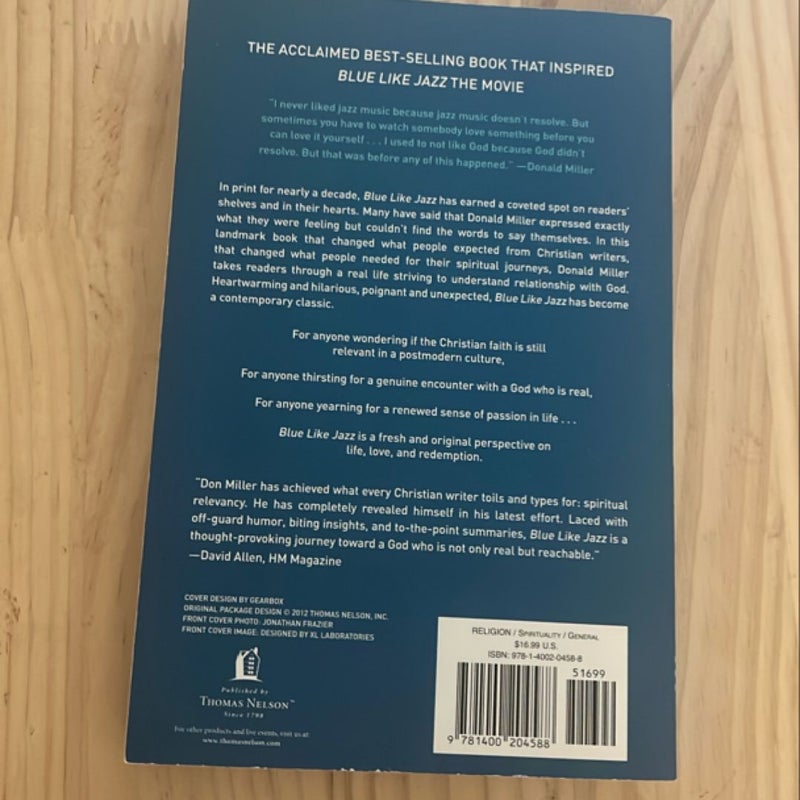 THE ACCLAIMED BEST-SELLING BOOK THAT INSPIRED
BLUE LIKE JAZZ THE MOVIE
"I never liked jazz music because jazz music doesn't resolve. But
sometimes you have to watch somebody love something before you
can love it yourself . . . I used to not like God because God didn't
resolve. But that was before any of this happened." —Donald Miller
In print for nearly a decade, Blue Like Jazz has earned a coveted spot on readers'
shelves and in their hearts. Many have said that Donald Miller expressed exactly
what they were feeling but couldn't find the words to say themselves. In this
landmark book that changed what people expected from Christian writers,
that changed what people needed for their spiritual journeys, Donald Miller
takes readers through a real life striving to understand relationship with God.
Heartwarming and hilarious, poignant and unexpected, Blue Like Jazz has become
a contemporary classic.
For anyone wondering if the Christian faith is still
relevant in a postmodern culture,
For anyone thirsting for a genuine encounter with a God who is real,
For anyone yearning for a renewed sense of passion in life . . .
Blue Like Jazz is a fresh and original perspective on
life, love, and redemption.
"Don Miller has achieved what every Christian writer toils and types for: spiritual
relevancy. He has completely revealed himself in his latest effort. Laced with
off-guard humor, biting insights, and to-the-point summaries, Blue Like Jazz is a
thought-provoking journey toward a God who is not only real but reachable."
—David Allen, HM Magazine
COVER DESIGN BY GEARBOX
ORIGINAL PACKAGE DESIGN © 2012 THOMAS NELSON, INC.
FRONT COVER PHOTO: JONATHAN FRAZIER
FRONT COVER IMAGE: DESIGNED BY XL LABORATORIES
Published by
THOMAS NELSON™
Since 1798
For other products and live events, visit us at:
www.thomasnelson.com
RELIGION / SPIRITUALITY / GENERAL
$16.99 U.S.
ISBN: 978-1-4002-0458-8
51699
9 781400 204588